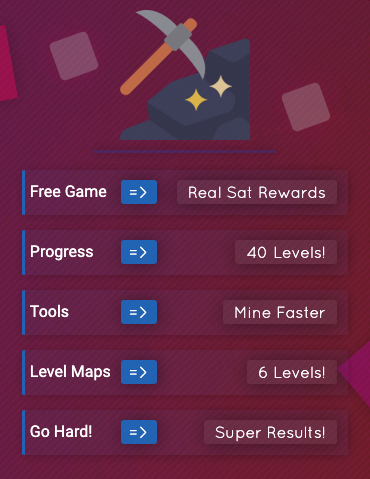 Free Game => Real Sat Rewards
Progress => 40 Levels!
Tools => Mine Faster
Level Maps => 6 Levels!
Go Hard! => Super Results!